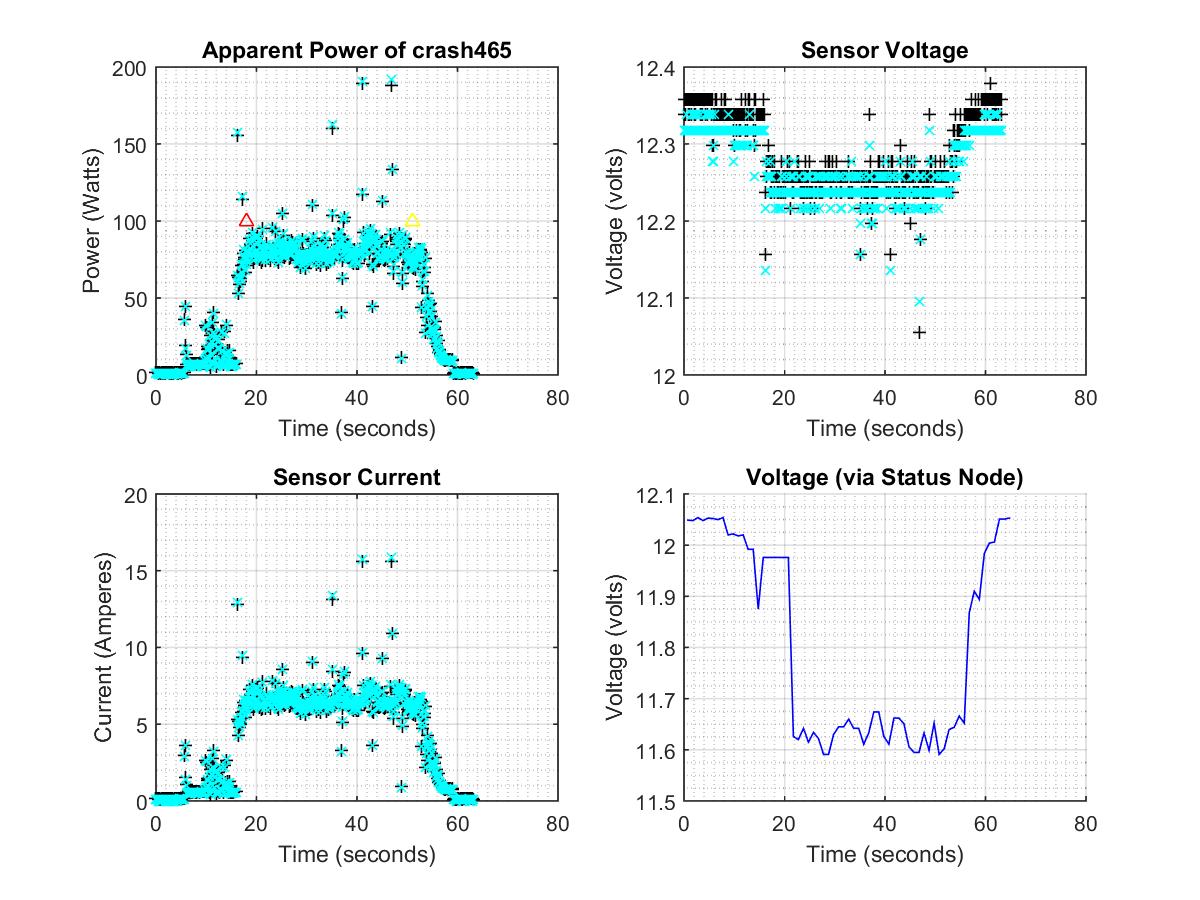 Apparent Power of crash465
200
150
100
50
0
Power (Watts)
0 20 40 60 80
Time (seconds)
Sensor Voltage
12.4
12.3
12.2
12.1
12
Voltage (volts)
0 20 40 60 80
Time (seconds)
Sensor Current
20
15
10
5
0
Current (Amperes)
0 20 40 60 80
Time (seconds)
Voltage (via Status Node)
12.1
12
11.9
11.8
11.7
11.6
11.5
Voltage (volts)
0 20 40 60 80
Time (seconds)